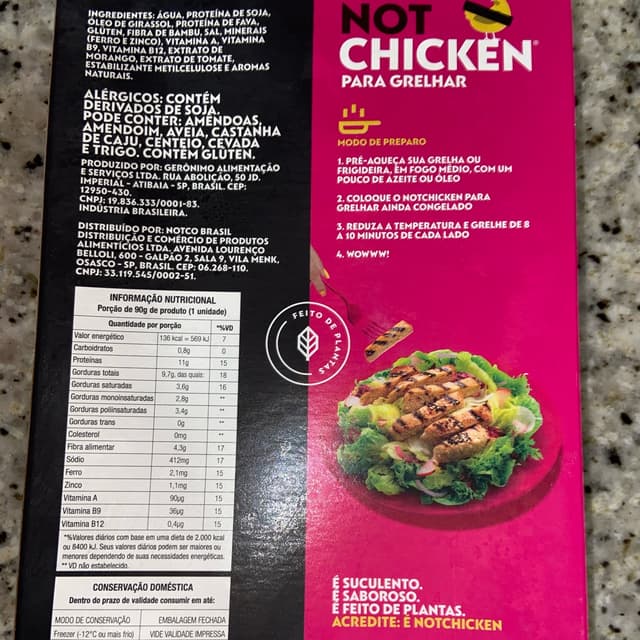 INGREDIENTES: ÁGUA, PROTEÍNA DE SOJA,
ÓLEO DE GIRASSOL, PROTEÍNA DE FAVA,
GLÚTEN, FIBRA DE BAMBU, SAL, MINERAIS
(FERRO E ZINCO), VITAMINA A, VITAMINA
B9, VITAMINA B12, EXTRATO DE
MORANGO, EXTRATO DE TOMATE,
ESTABILIZANTE METILCELULOSE E AROMAS
NATURAIS.
ALÉRGICOS: CONTÉM
DERIVADOS DE SOJA.
PODE CONTER: AMÊNDOAS,
AMENDOIM, AVEIA, CASTANHA
DE CAJU, CENTEIO, CEVADA
E TRIGO. CONTÉM GLÚTEN.
PRODUZIDO POR: GERÔNIMO ALIMENTAÇÃO
E SERVIÇOS LTDA. RUA ABOLIÇÃO, 50 JD.
IMPERIAL - ATIBAIA - SP, BRASIL. CEP:
12950-430.
CNPJ: 19.836.333/0001-83.
INDÚSTRIA BRASILEIRA.
DISTRIBUÍDO POR: NOTCO BRASIL
DISTRIBUIÇÃO E COMÉRCIO DE PRODUTOS
ALIMENTÍCIOS LTDA. AVENIDA LOURENÇO
BELLOLI, 600 - GALPÃO 2, SALA 9, VILA MENK,
OSASCO - SP, BRASIL. CEP: 06.268-110.
CNPJ: 33.119.545/0002-51.
INFORMAÇÃO NUTRICIONAL
Porção de 90g de produto (1 unidade)
Quantidade por porção *%VD
Valor energético 136 kcal = 569 kJ 7
Carboidratos 0,8g 0
Proteínas 11g 15
Gorduras totais 9,7g, das quais: 18
Gorduras saturadas 3,6g 16
Gorduras monoinsaturadas 2,8g **
Gorduras poliinsaturadas 3,4g **
Gorduras trans 0g **
Colesterol 0mg **
Fibra alimentar 4,3g 17
Sódio 412mg 17
Ferro 2,1mg 15
Zinco 1,1mg 15
Vitamina A 90µg 15
Vitamina B9 36µg 15
Vitamina B12 0,4µg 15
*%Valores diários com base em uma dieta de 2.000 kcal
ou 8400 kJ. Seus valores diários podem ser maiores ou
menores dependendo de suas necessidades energéticas.
** VD não estabelecido.
CONSERVAÇÃO DOMÉSTICA
Dentro do prazo de validade consumir em até:
MODO DE CONSERVAÇÃO EMBALAGEM FECHADA
Freezer (-12°C ou mais frio) VIDE VALIDADE IMPRESSA
NOT
CHICKEN®
PARA GRELHAR
MODO DE PREPARO
1. PRÉ-AQUEÇA SUA GRELHA OU
FRIGIDEIRA, EM FOGO MÉDIO, COM UM
POUCO DE AZEITE OU ÓLEO
2. COLOQUE O NOTCHICKEN PARA
GRELHAR AINDA CONGELADO
3. REDUZA A TEMPERATURA E GRELHE DE 8
A 10 MINUTOS DE CADA LADO
4. WOWWW!
FEITO DE PLANTAS
É SUCULENTO.
É SABOROSO.
É FEITO DE PLANTAS.
ACREDITE: É NOTCHICKEN